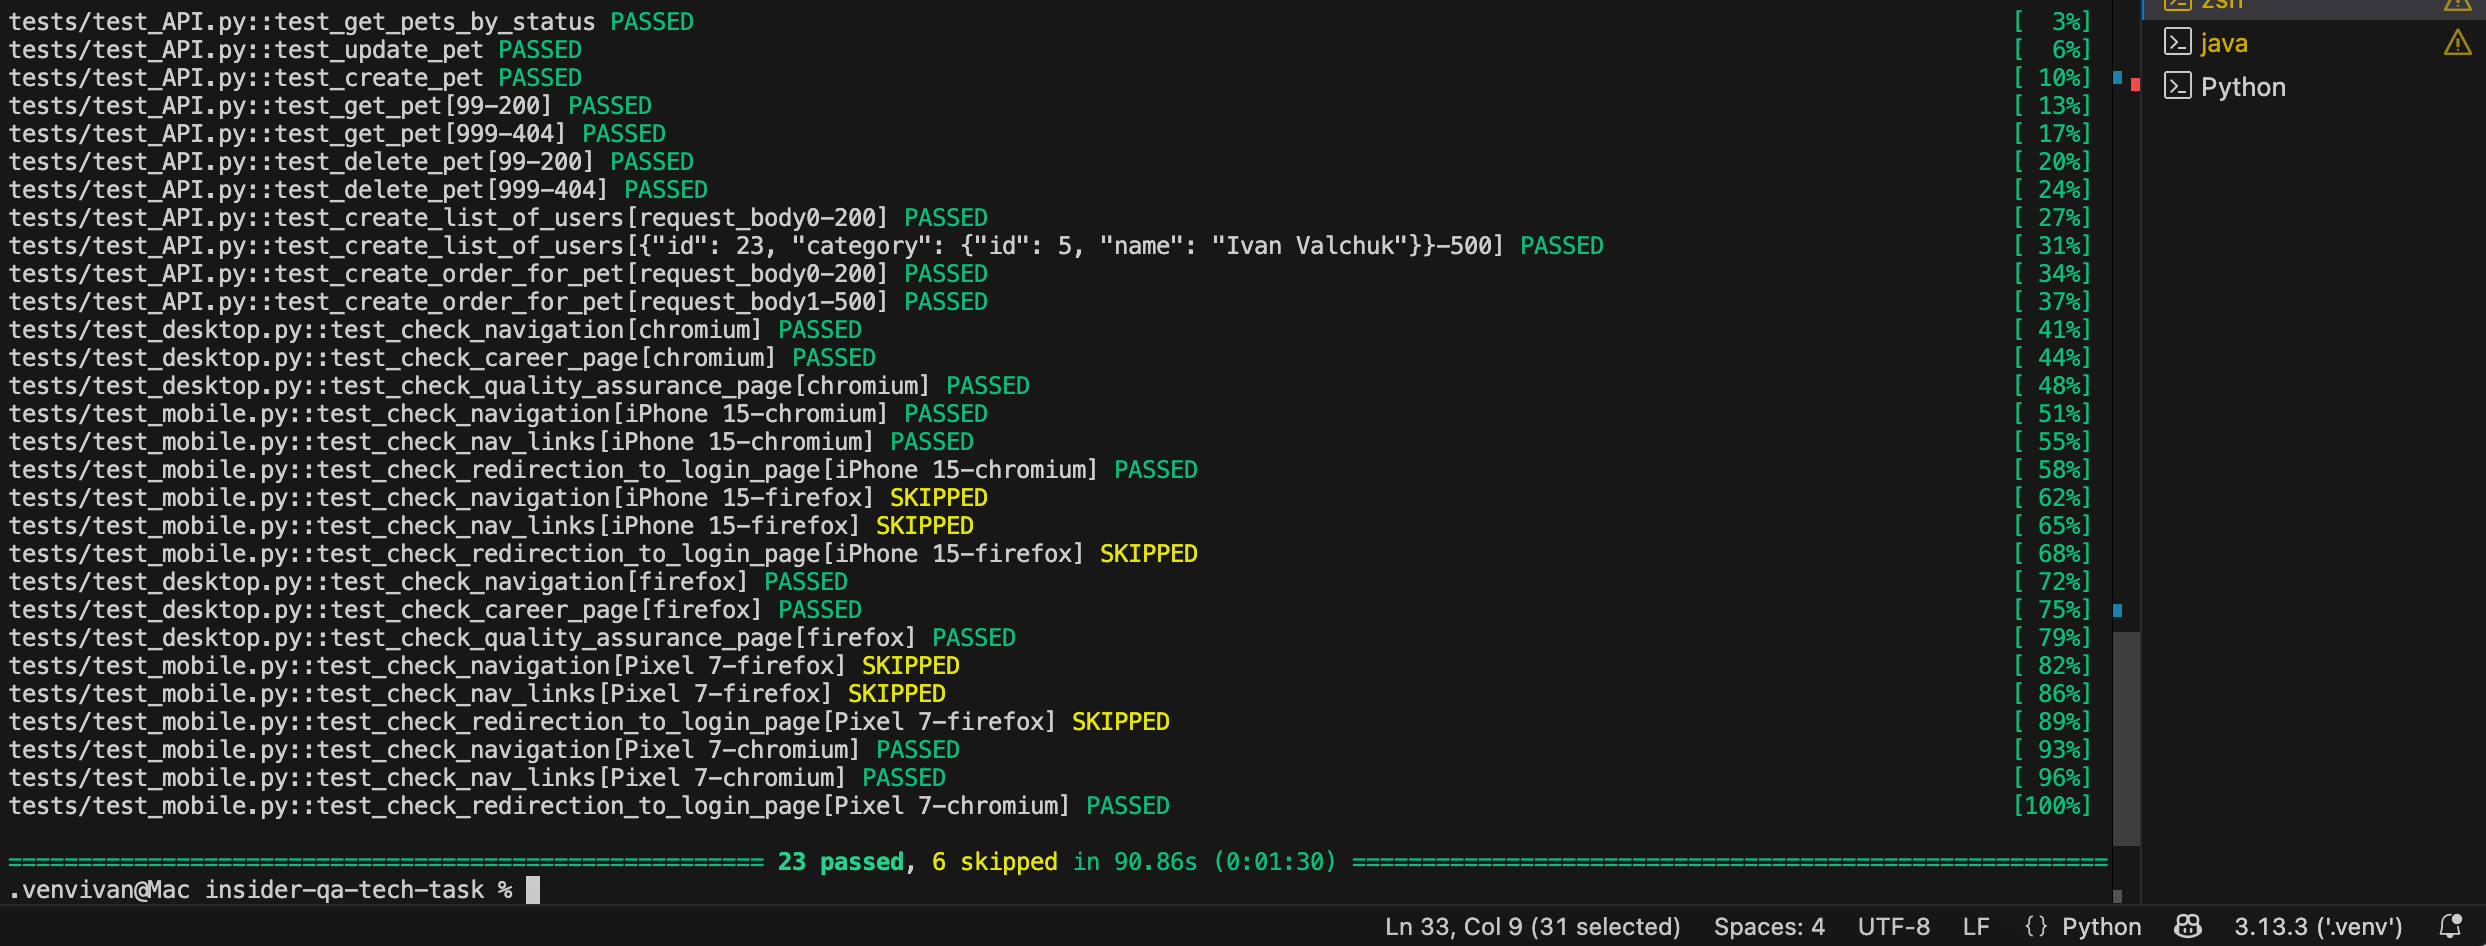 tests/test_API.py::test_get_pets_by_status PASSED [  3%]
tests/test_API.py::test_update_pet PASSED [  6%]
tests/test_API.py::test_create_pet PASSED [ 10%]
tests/test_API.py::test_get_pet[99-200] PASSED [ 13%]
tests/test_API.py::test_get_pet[999-404] PASSED [ 17%]
tests/test_API.py::test_delete_pet[99-200] PASSED [ 20%]
tests/test_API.py::test_delete_pet[999-404] PASSED [ 24%]
tests/test_API.py::test_create_list_of_users[request_body0-200] PASSED [ 27%]
tests/test_API.py::test_create_list_of_users[{"id": 23, "category": {"id": 5, "name": "Ivan Valchuk"}}-500] PASSED [ 31%]
tests/test_API.py::test_create_order_for_pet[request_body0-200] PASSED [ 34%]
tests/test_API.py::test_create_order_for_pet[request_body1-500] PASSED [ 37%]
tests/test_desktop.py::test_check_navigation[chromium] PASSED [ 41%]
tests/test_desktop.py::test_check_career_page[chromium] PASSED [ 44%]
tests/test_desktop.py::test_check_quality_assurance_page[chromium] PASSED [ 48%]
tests/test_mobile.py::test_check_navigation[iPhone 15-chromium] PASSED [ 51%]
tests/test_mobile.py::test_check_nav_links[iPhone 15-chromium] PASSED [ 55%]
tests/test_mobile.py::test_check_redirection_to_login_page[iPhone 15-chromium] PASSED [ 58%]
tests/test_mobile.py::test_check_navigation[iPhone 15-firefox] SKIPPED [ 62%]
tests/test_mobile.py::test_check_nav_links[iPhone 15-firefox] SKIPPED [ 65%]
tests/test_mobile.py::test_check_redirection_to_login_page[iPhone 15-firefox] SKIPPED [ 68%]
tests/test_desktop.py::test_check_navigation[firefox] PASSED [ 72%]
tests/test_desktop.py::test_check_career_page[firefox] PASSED [ 75%]
tests/test_desktop.py::test_check_quality_assurance_page[firefox] PASSED [ 79%]
tests/test_mobile.py::test_check_navigation[Pixel 7-firefox] SKIPPED [ 82%]
tests/test_mobile.py::test_check_nav_links[Pixel 7-firefox] SKIPPED [ 86%]
tests/test_mobile.py::test_check_redirection_to_login_page[Pixel 7-firefox] SKIPPED [ 89%]
tests/test_mobile.py::test_check_navigation[Pixel 7-chromium] PASSED [ 93%]
tests/test_mobile.py::test_check_nav_links[Pixel 7-chromium] PASSED [ 96%]
tests/test_mobile.py::test_check_redirection_to_login_page[Pixel 7-chromium] PASSED [100%]
====================================================== 23 passed, 6 skipped in 90.86s (0:01:30) ======================================================
.venvivan@Mac insider-qa-tech-task %
zsh
java
Python
Ln 33, Col 9 (31 selected) Spaces: 4 UTF-8 LF {} Python 3.13.3 ('.venv')